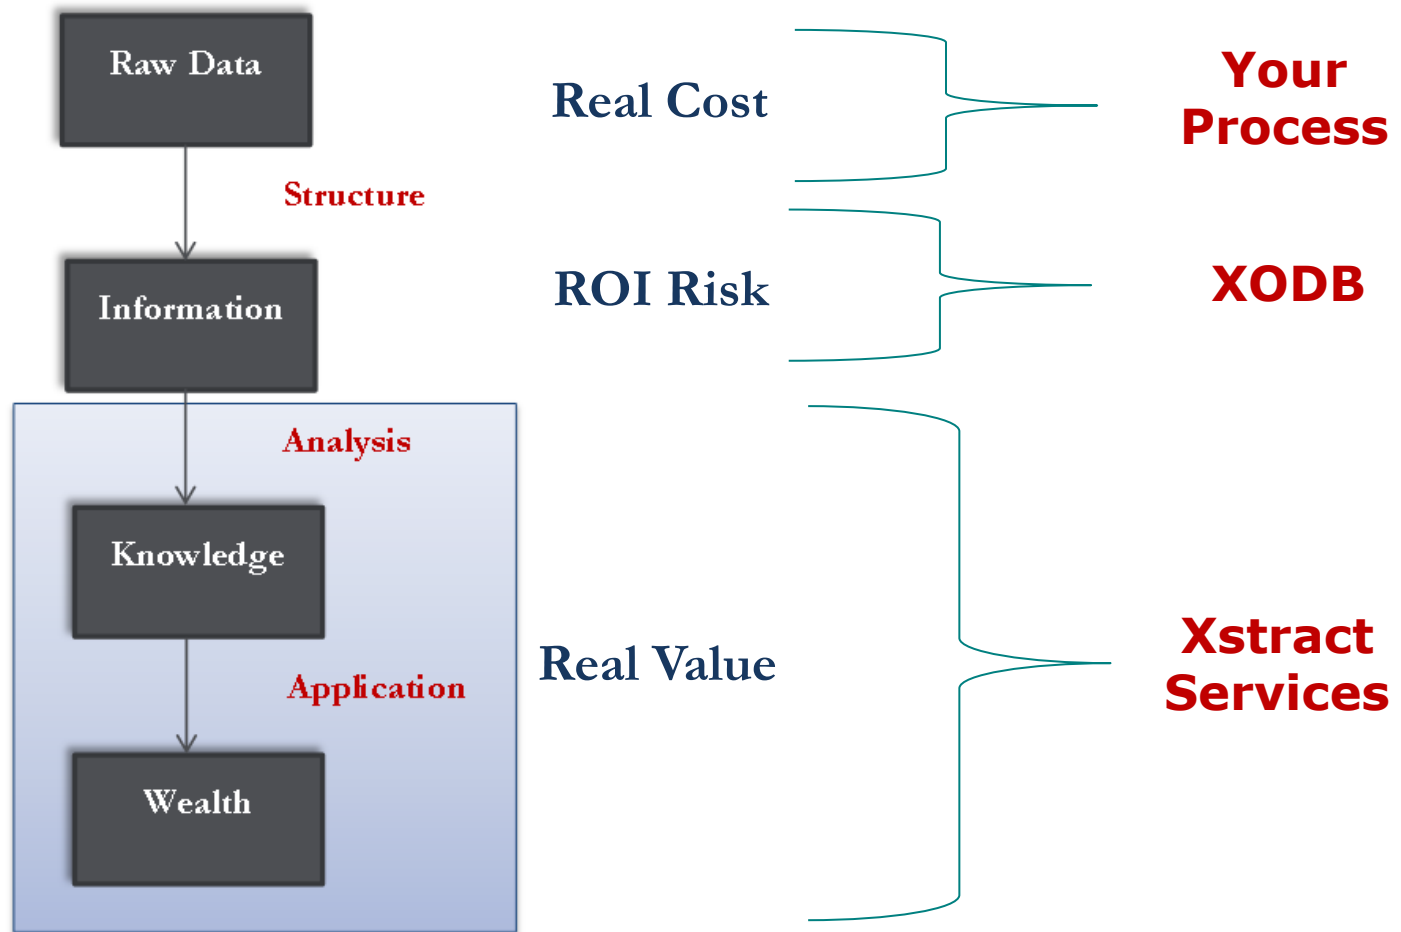 Raw Data
Structure
Information
Analysis
Knowledge
Application
Wealth
Real Cost
ROI Risk
Real Value
Your
Process
XODB
Xstract
Services